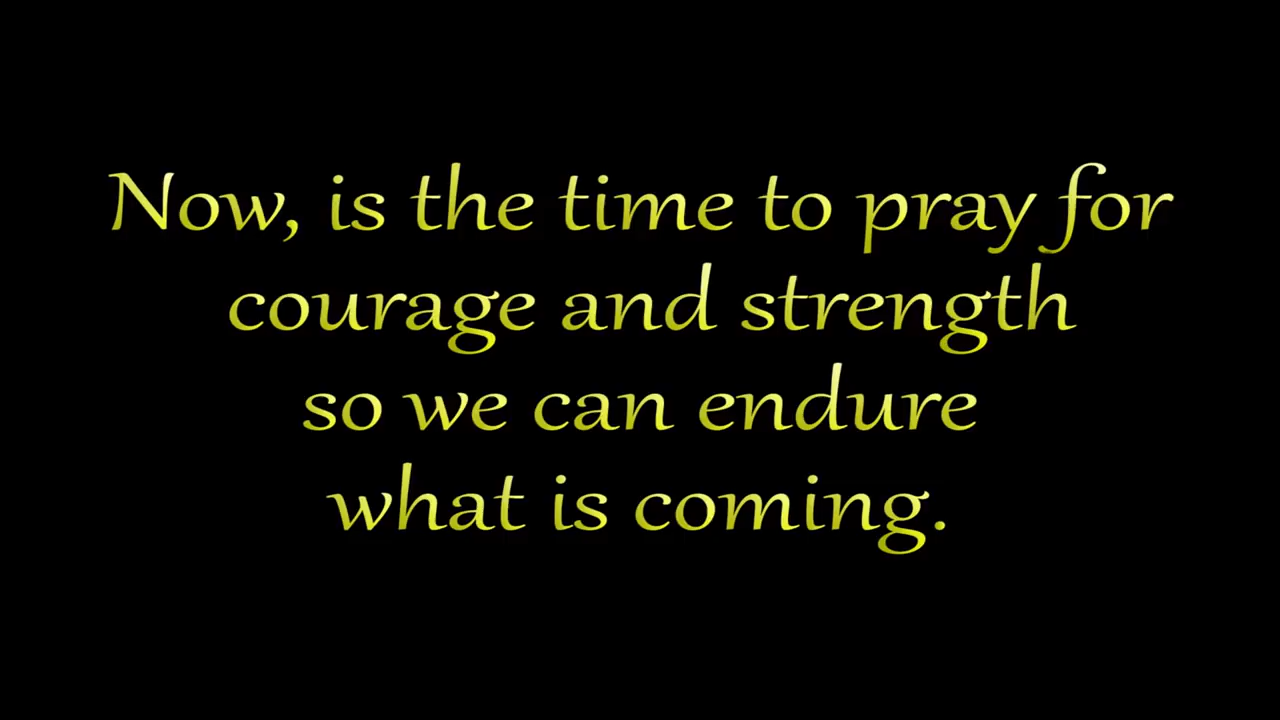 Now, is the time to pray for
courage and strength
so we can endure
what is coming.